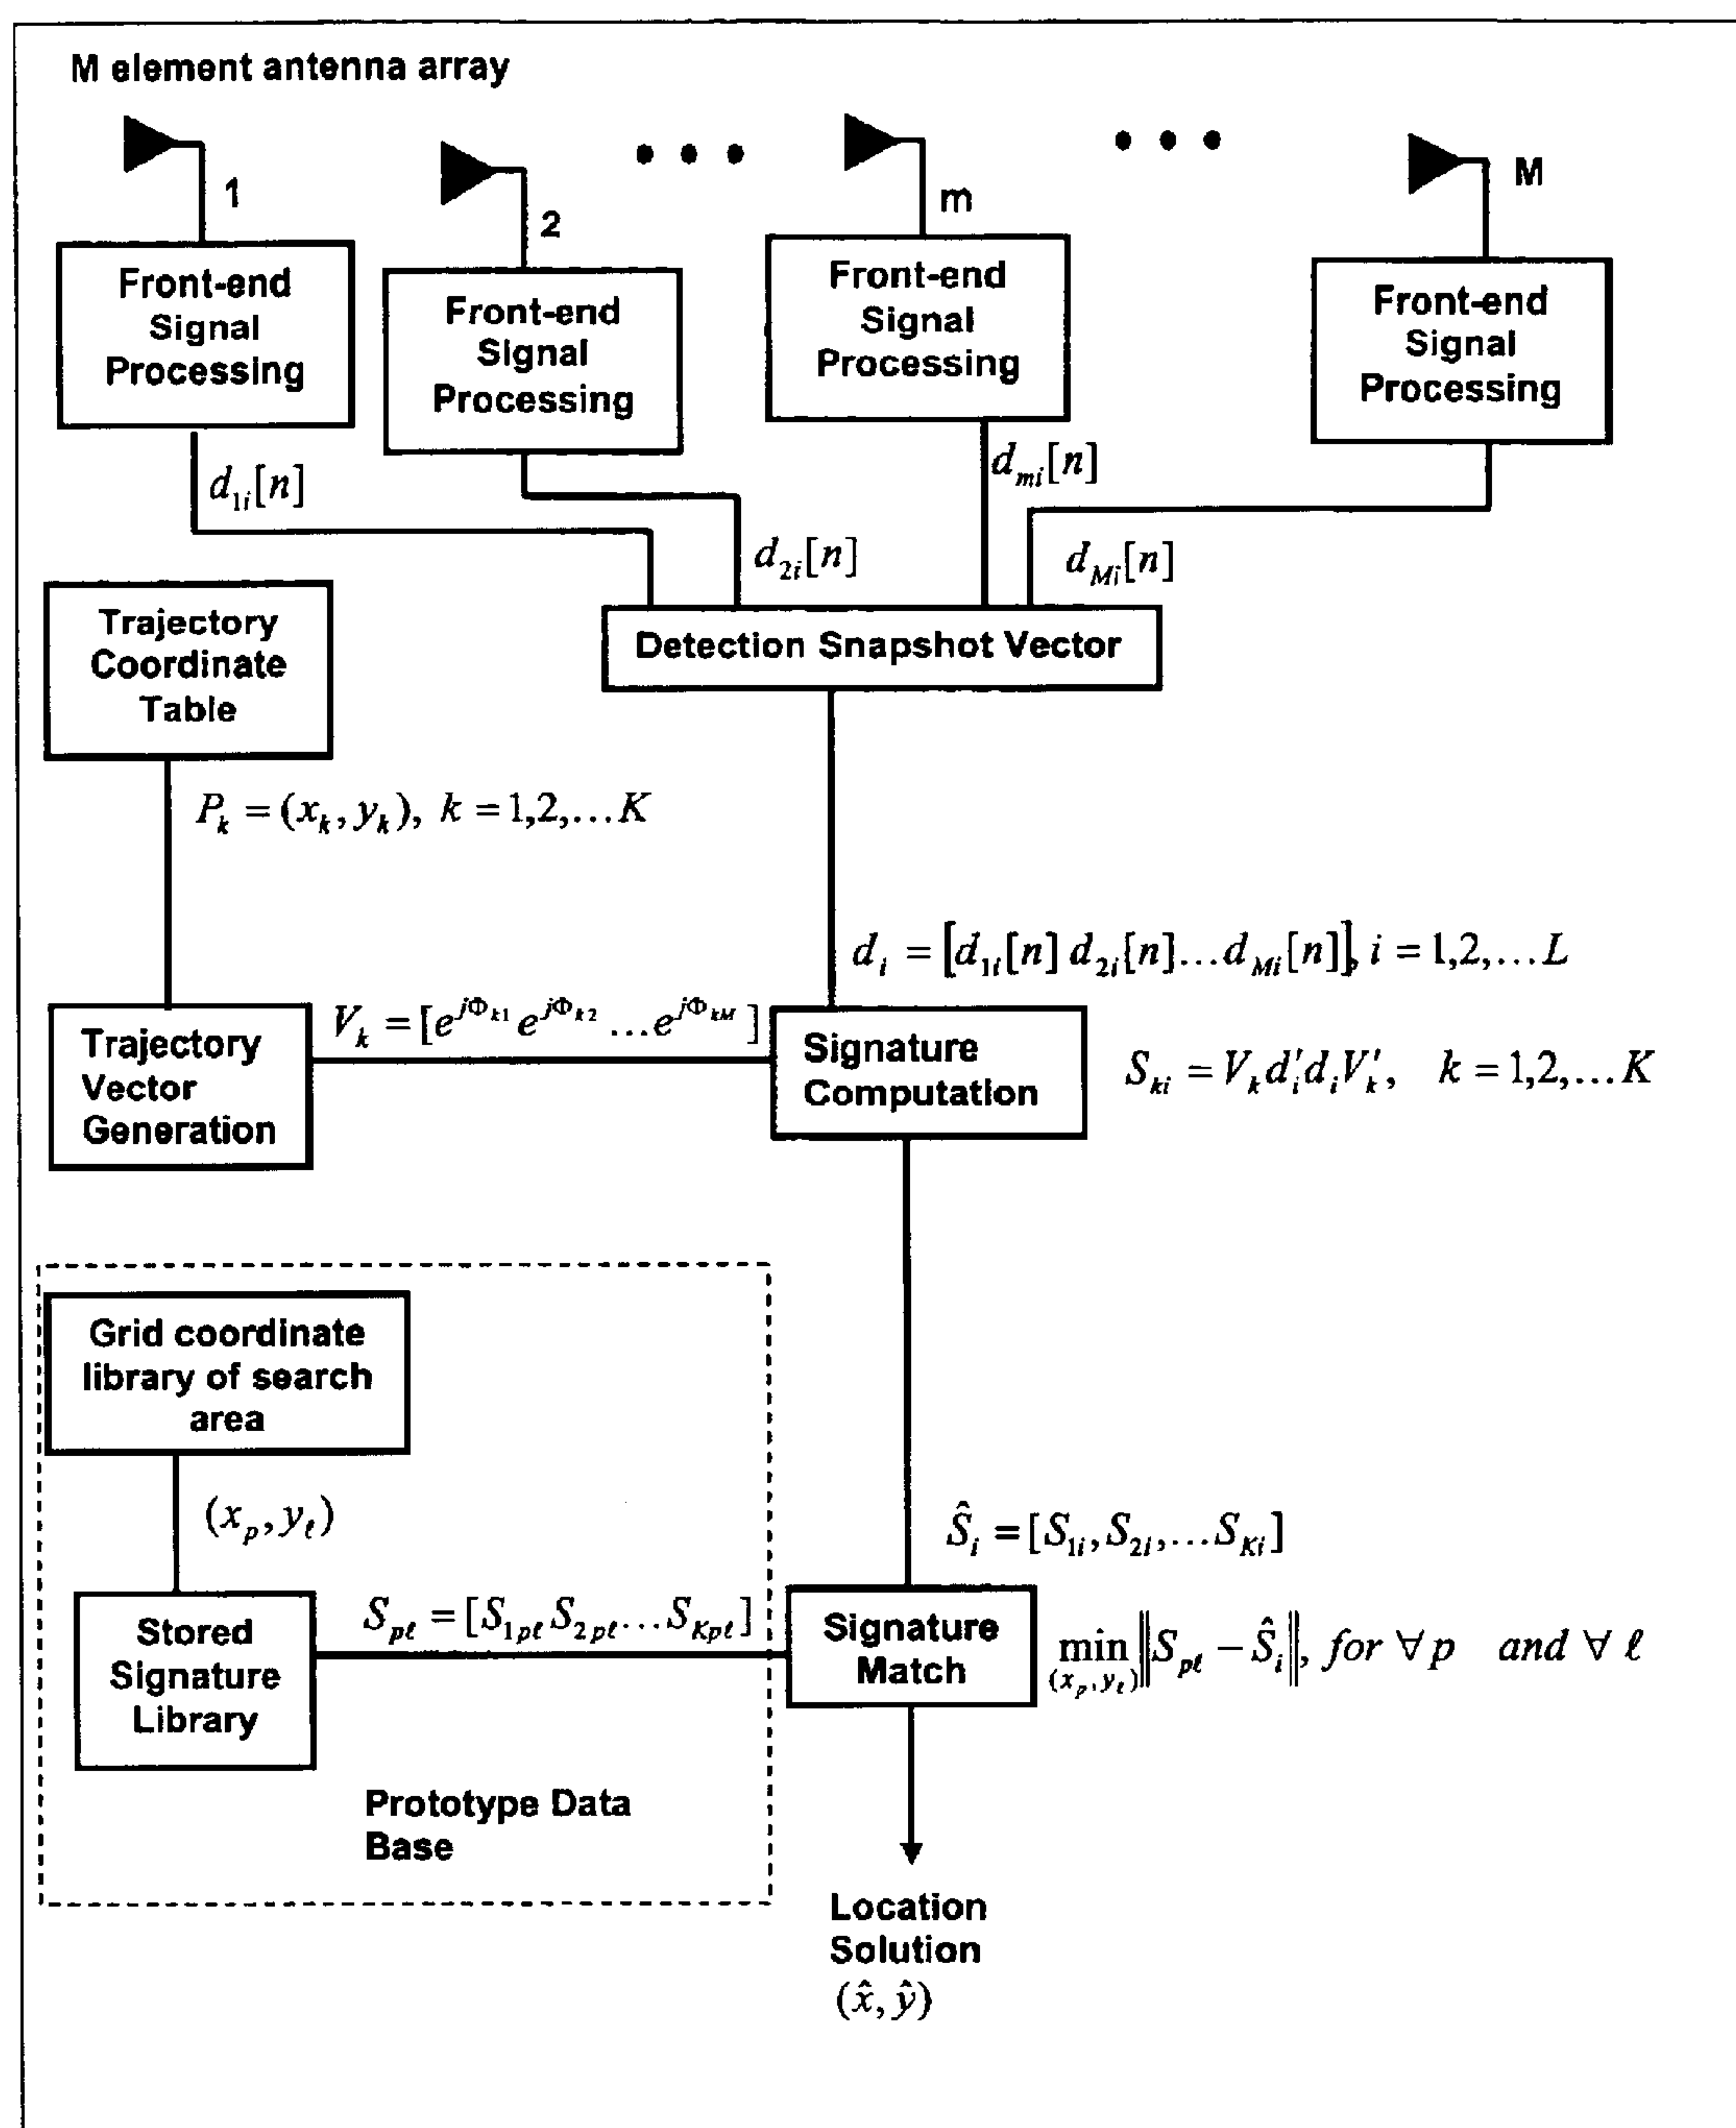 M element antenna array
1
2
m
M
Front-end
Signal
Processing
Front-end
Signal
Processing
Front-end
Signal
Processing
Front-end
Signal
Processing
d_{1i}[n]
d_{2i}[n]
d_{mi}[n]
d_{Mi}[n]
Trajectory
Coordinate
Table
Detection Snapshot Vector
P_k = (x_k, y_k), k = 1,2,...K
d_i = [d_{1i}[n] d_{2i}[n]...d_{Mi}[n]], i = 1,2,...L
Trajectory
Vector
Generation
V_k = [e^{jΦ_{k1}} e^{jΦ_{k2}} ...e^{jΦ_{kM}}]
Signature
Computation
S_{ki} = V_k d_i′ d_i V_k′, k = 1,2,...K
Grid coordinate
library of search
area
(x_p, y_ℓ)
Ŝ_i = [S_{1i}, S_{2i},...S_{Ki}]
Stored
Signature
Library
S_{pℓ} = [S_{1pℓ} S_{2pℓ}...S_{Kpℓ}]
Signature
Match
min_{(x_p, y_ℓ)} ‖S_{pℓ} − Ŝ_i‖, for ∀ p and ∀ ℓ
Prototype Data
Base
Location
Solution
(x̂, ŷ)